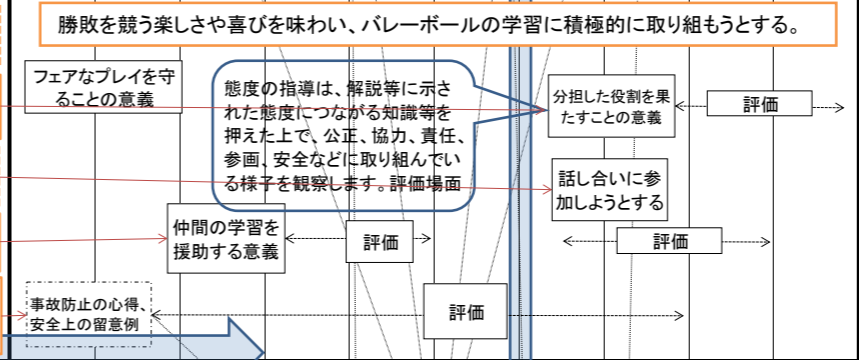 勝敗を競う楽しさや喜びを味わい、バレーボールの学習に積極的に取り組もうとする。
フェアなプレイを守
ることの意義
態度の指導は、解説等に示さ
れた態度につながる知識等を
押えた上で、公正、協力、責任、
参画、安全などに取り組んでい
る様子を観察します。評価場面
分担した役割を果
たすことの意義
評価
話し合いに参
加しようとする
仲間の学習を
援助する意義
評価
評価
事故防止の心得、
安全上の留意例
評価